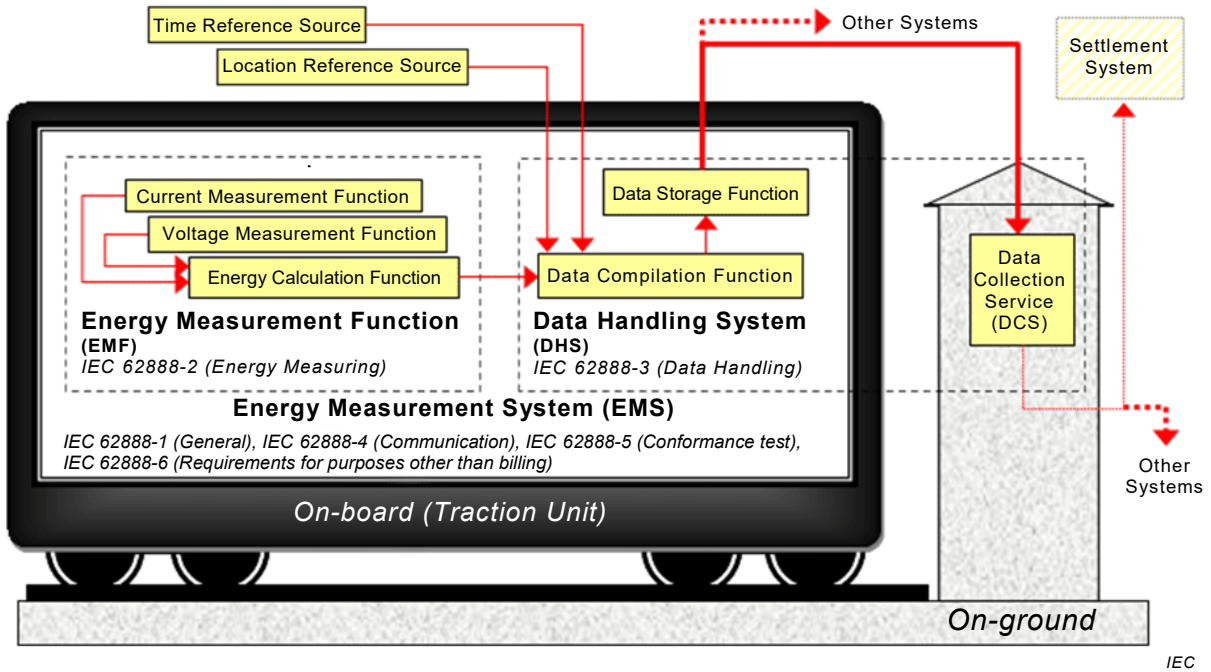 Time Reference Source
Location Reference Source
Other Systems
Settlement
System
Current Measurement Function
Voltage Measurement Function
Energy Calculation Function
Data Storage Function
Data Compilation Function
Data
Collection
Service
(DCS)
Energy Measurement Function
(EMF)
IEC 62888-2 (Energy Measuring)
Data Handling System
(DHS)
IEC 62888-3 (Data Handling)
Energy Measurement System (EMS)
IEC 62888-1 (General), IEC 62888-4 (Communication), IEC 62888-5 (Conformance test),
IEC 62888-6 (Requirements for purposes other than billing)
Other
Systems
On-board (Traction Unit)
On-ground
IEC